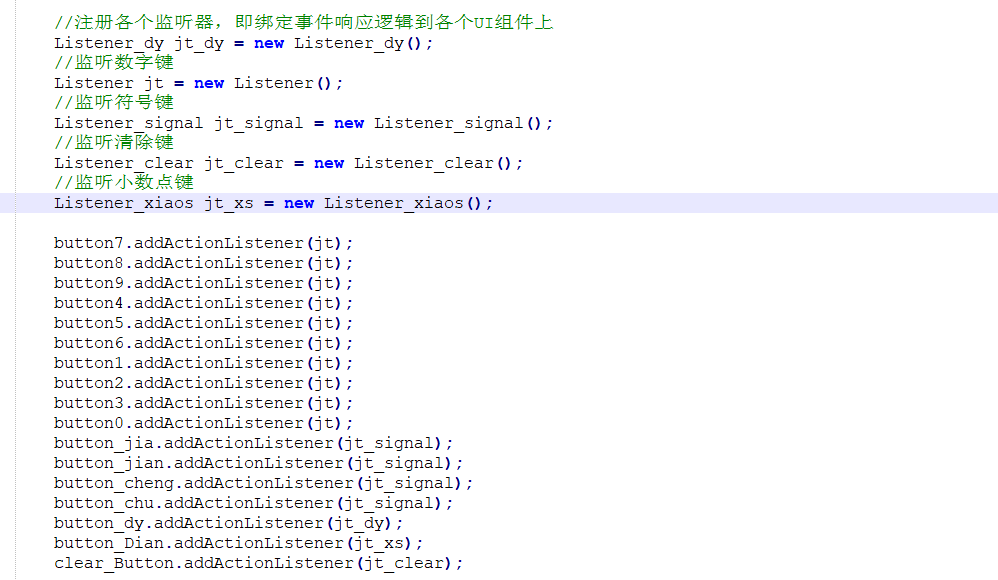 //注册各个监听器，即绑定事件响应逻辑到各个UI组件上
Listener_dy jt_dy = new Listener_dy();
//监听数字键
Listener jt = new Listener();
//监听符号键
Listener_signal jt_signal = new Listener_signal();
//监听清除键
Listener_clear jt_clear = new Listener_clear();
//监听小数点键
Listener_xiaos jt_xs = new Listener_xiaos();
button7.addActionListener(jt);
button8.addActionListener(jt);
button9.addActionListener(jt);
button4.addActionListener(jt);
button5.addActionListener(jt);
button6.addActionListener(jt);
button1.addActionListener(jt);
button2.addActionListener(jt);
button3.addActionListener(jt);
button0.addActionListener(jt);
button_jia.addActionListener(jt_signal);
button_jian.addActionListener(jt_signal);
button_cheng.addActionListener(jt_signal);
button_chu.addActionListener(jt_signal);
button_dy.addActionListener(jt_dy);
button_Dian.addActionListener(jt_xs);
clear_Button.addActionListener(jt_clear);